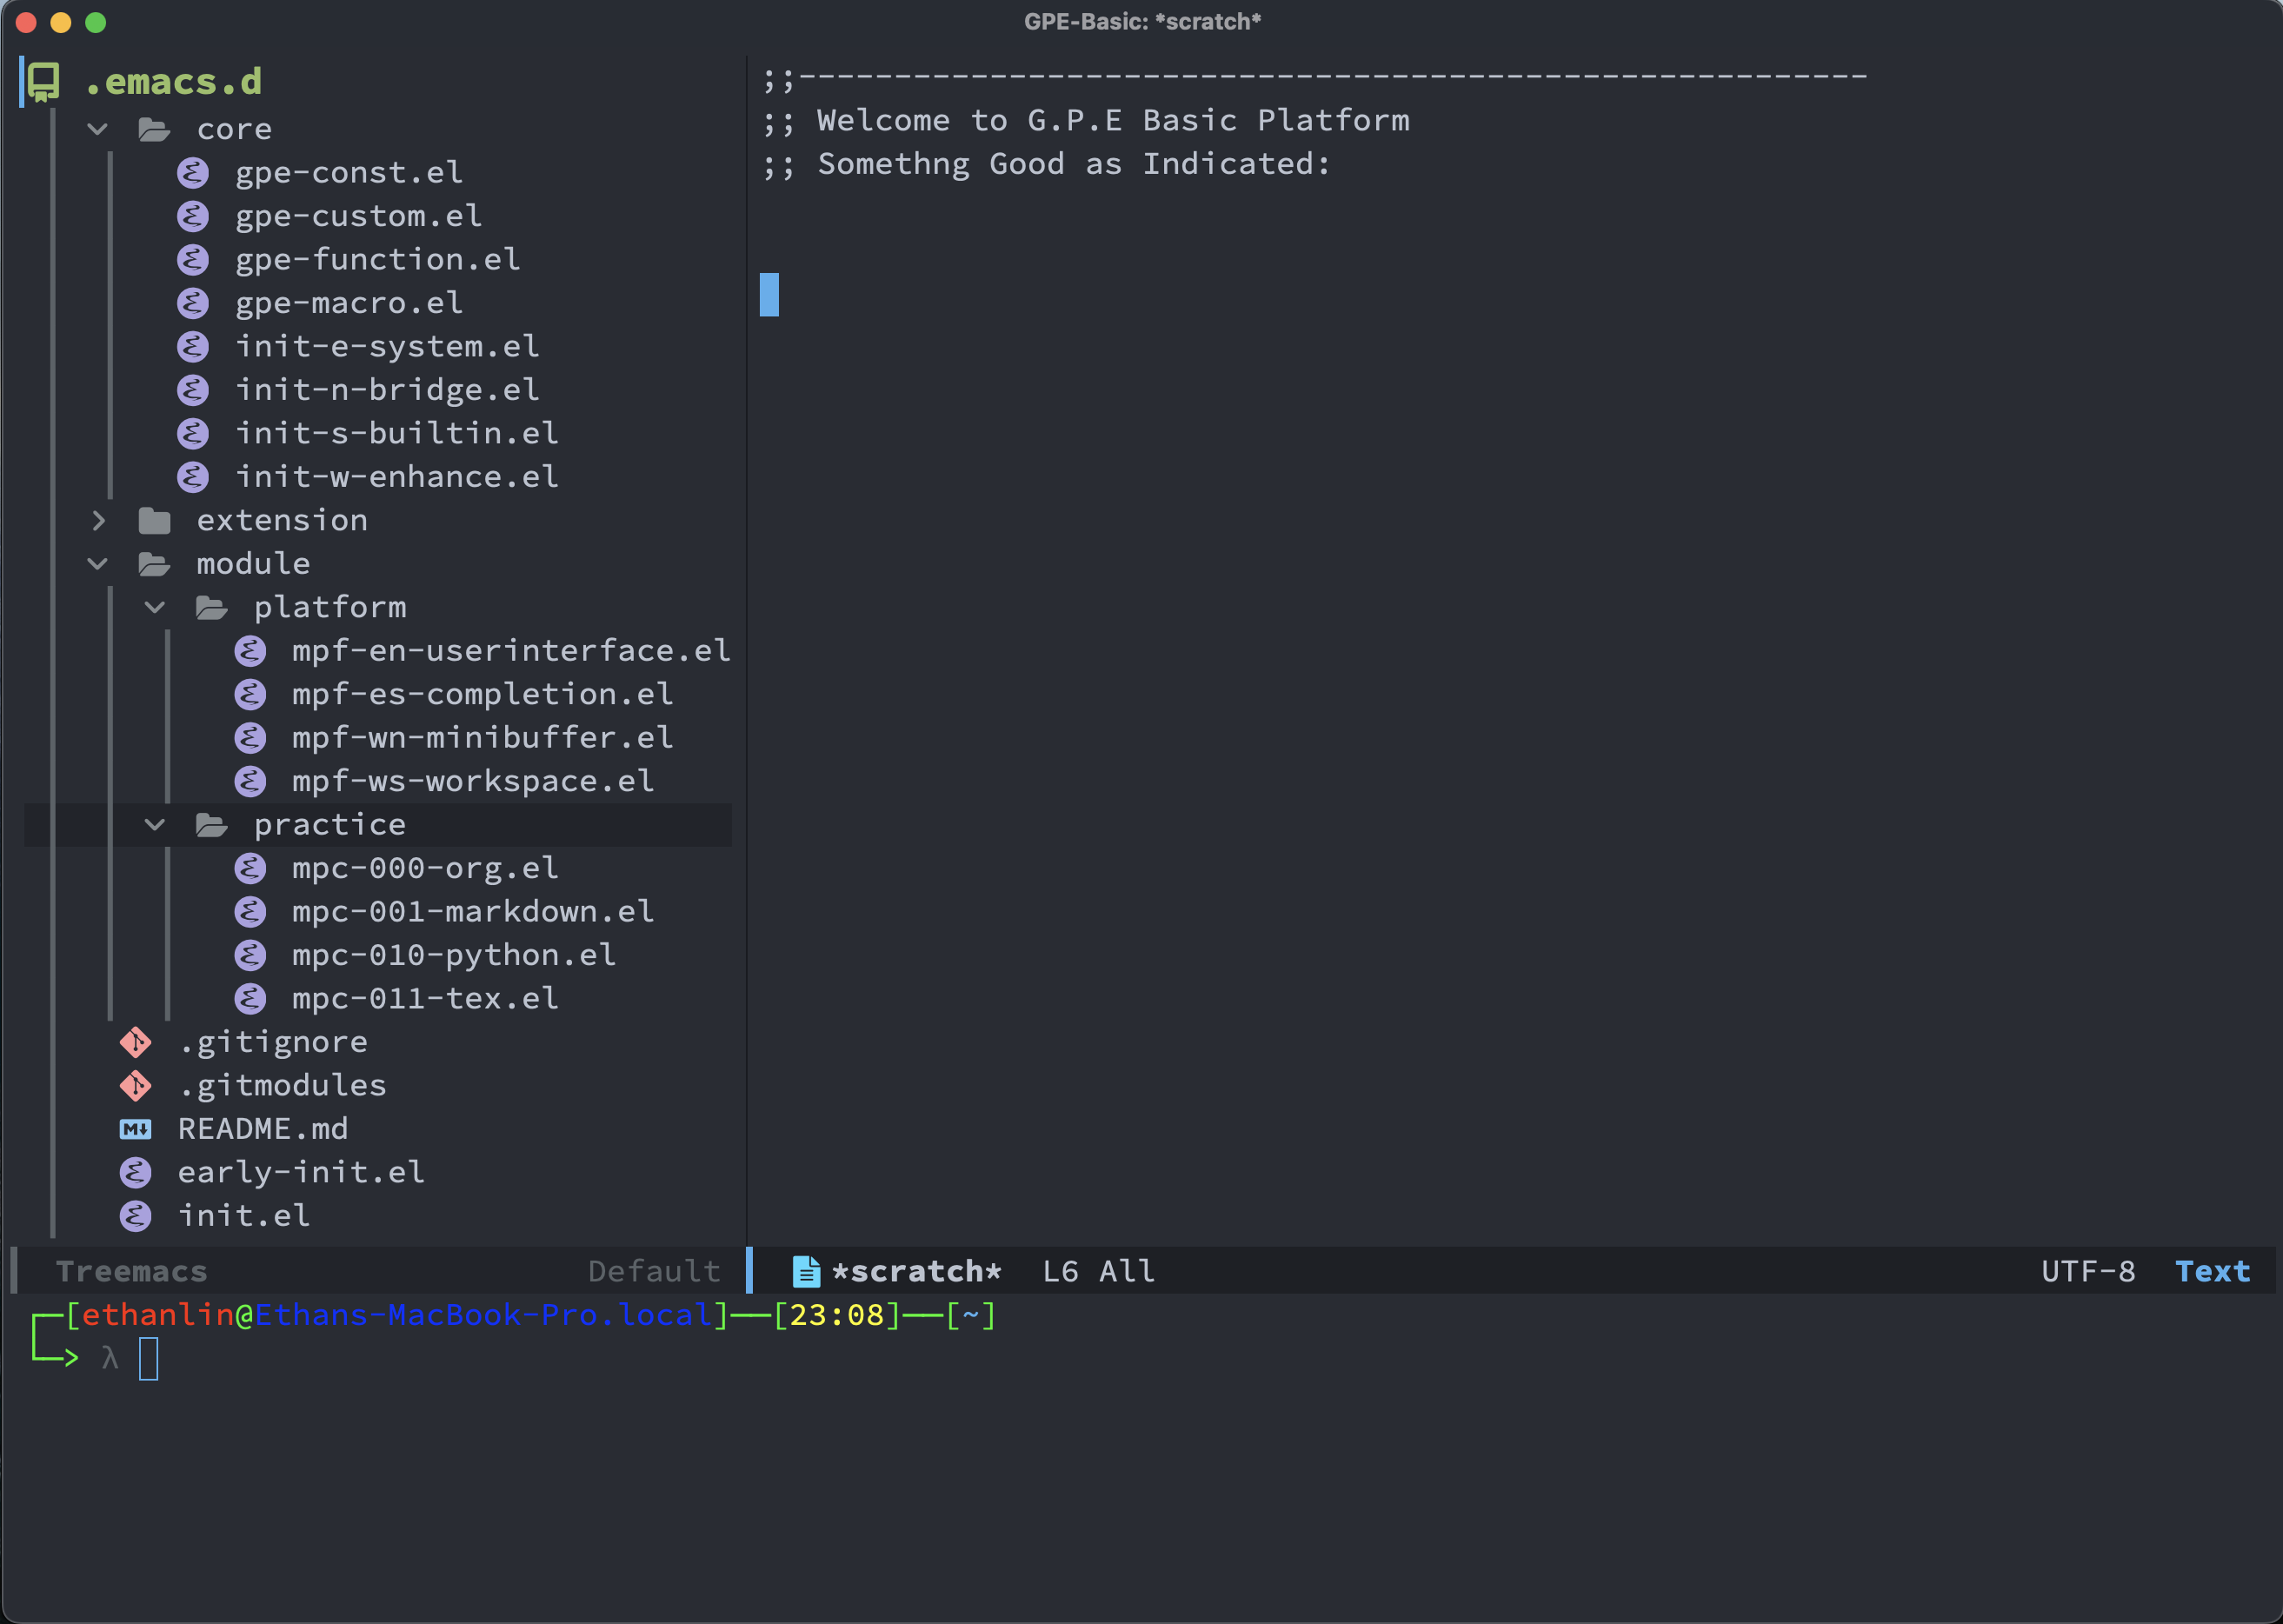 GPE-Basic: *scratch*
.emacs.d
core
gpe-const.el
gpe-custom.el
gpe-function.el
gpe-macro.el
init-e-system.el
init-n-bridge.el
init-s-builtin.el
init-w-enhance.el
extension
module
platform
mpf-en-userinterface.el
mpf-es-completion.el
mpf-wn-minibuffer.el
mpf-ws-workspace.el
practice
mpc-000-org.el
mpc-001-markdown.el
mpc-010-python.el
mpc-011-tex.el
.gitignore
.gitmodules
README.md
early-init.el
init.el
Treemacs Default
;;--------------------------------------------------------
;; Welcome to G.P.E Basic Platform
;; Somethng Good as Indicated:
*scratch* L6 All UTF-8 Text
┌─[ethanlin@Ethans-MacBook-Pro.local]──[23:08]──[~]
└─> λ